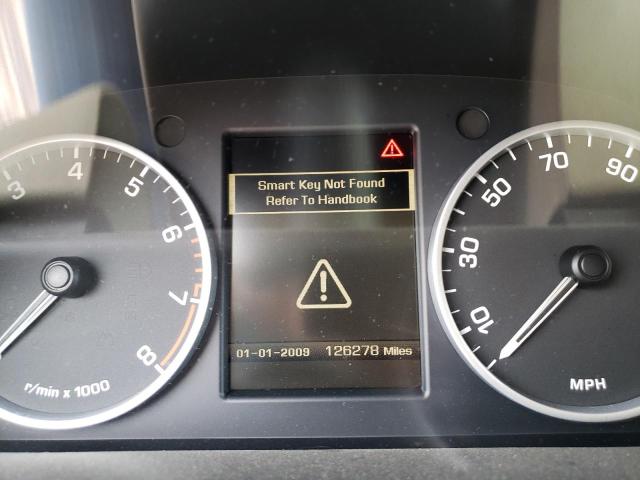 3 4 5 6 7 8
r/min x 1000
Smart Key Not Found
Refer To Handbook
01-01-2009 126278 Miles
10 30 50 70 90
MPH